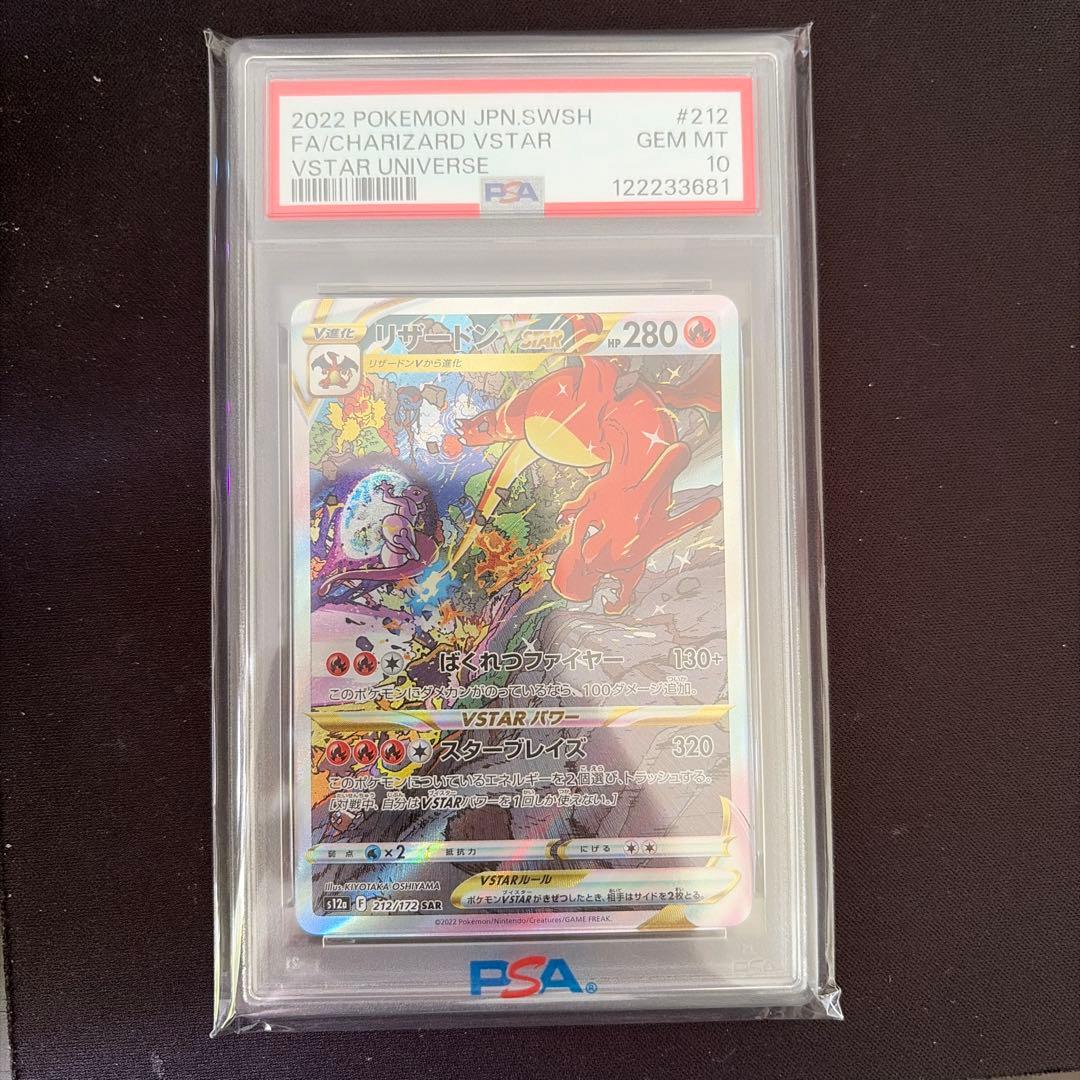 2022 POKEMON JPN.SWSH #212
FA/CHARIZARD VSTAR GEM MT
VSTAR UNIVERSE 10
PSA 122233681
V進化 リザードン VSTAR HP 280
リザードンVから進化
ばくれつファイヤー 130+
このポケモンにダメカンがのっているなら、100ダメージ追加。
VSTARパワー
スターブレイズ 320
このポケモンについているエネルギーを2個選び、トラッシュする。
[対戦中、自分はVSTARパワーを1回しか使えない。]
弱点 ×2 抵抗力 にげる
Illus. KIYOTAKA OSHIYAMA
VSTARルール
ポケモンVSTARがきぜつしたとき、相手はサイドを2枚とる。
s12a F 212/172 SAR
©2022 Pokémon/Nintendo/Creatures/GAME FREAK.
PSA®